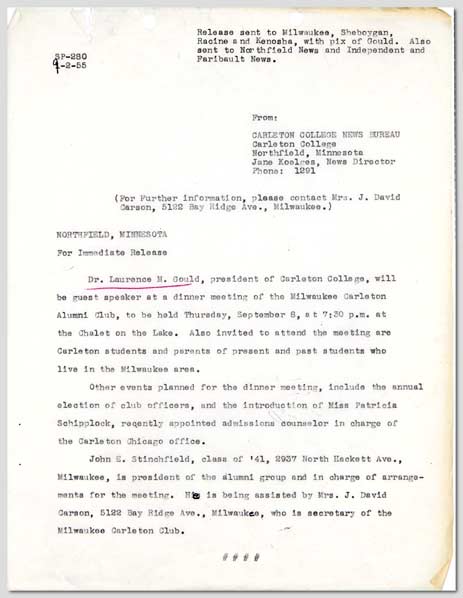 Release sent to Milwaukee, Sheboygan,
Racine and Kenosha, with pix of Gould. Also
sent to Northfield News and Independent and
Faribault News.
SP-280
9-2-55
From:
CARLETON COLLEGE NEWS BUREAU
Carleton College
Northfield, Minnesota
Jane Koelges, News Director
Phone: 1291
(For Further information, please contact Mrs. J. David
Carson, 5122 Bay Ridge Ave., Milwaukee.)
NORTHFIELD, MINNESOTA
For Immediate Release
Dr. Laurence M. Gould, president of Carleton College, will
be guest speaker at a dinner meeting of the Milwaukee Carleton
Alumni Club, to be held Thursday, September 8, at 7:30 p.m. at
the Chalet on the Lake. Also invited to attend the meeting are
Carleton students and parents of present and past students who
live in the Milwaukee area.
Other events planned for the dinner meeting, include the annual
election of club officers, and the introduction of Miss Patricia
Schipplock, recently appointed admissions counselor in charge of
the Carleton Chicago office.
John E. Stinchfield, class of '41, 2937 North Hackett Ave.,
Milwaukee, is president of the alumni group and in charge of arrange-
ments for the meeting. He is being assisted by Mrs. J. David
Carson, 5122 Bay Ridge Ave., Milwaukee, who is secretary of the
Milwaukee Carleton Club.
####